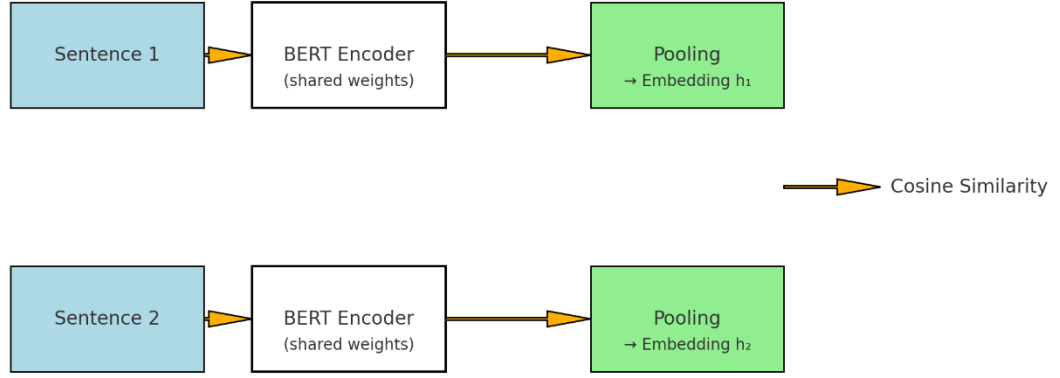 Sentence 1
BERT Encoder
(shared weights)
Pooling
→ Embedding h₁
Cosine Similarity
Sentence 2
BERT Encoder
(shared weights)
Pooling
→ Embedding h₂